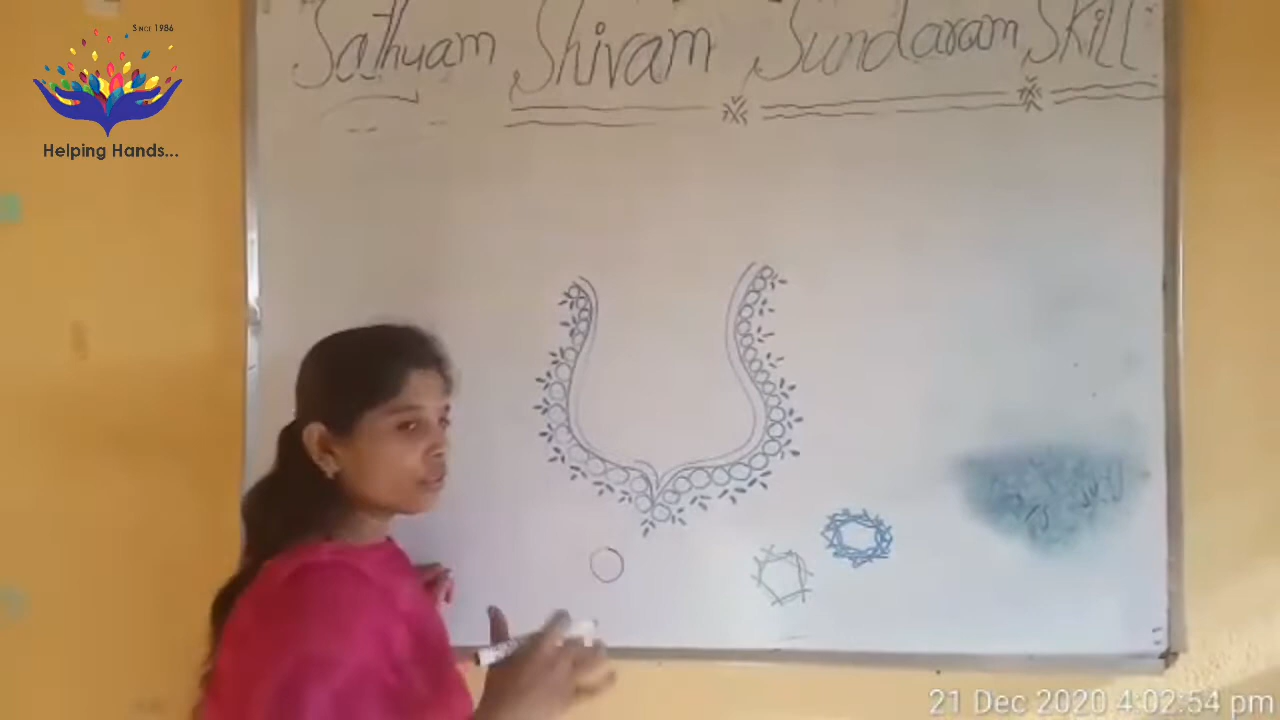 Since 1986
Helping Hands...
Sathyam Shivam Sundaram Skill
21 Dec 2020 4:02:54 pm